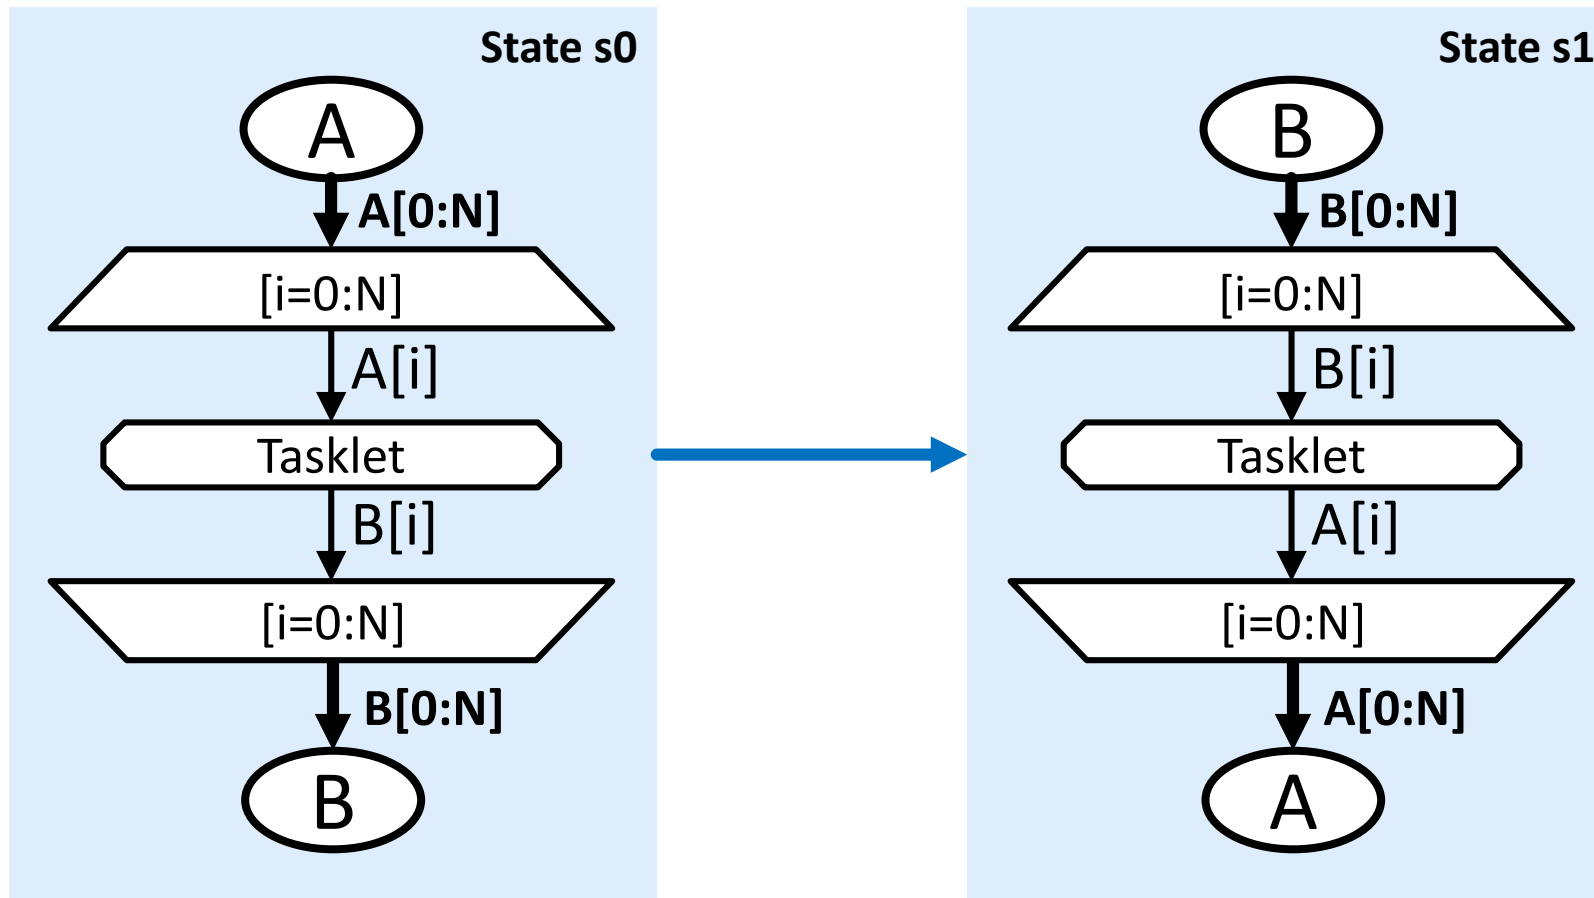 State s0
A
A[0:N]
[i=0:N]
A[i]
Tasklet
B[i]
[i=0:N]
B[0:N]
B
State s1
B
B[0:N]
[i=0:N]
B[i]
Tasklet
A[i]
[i=0:N]
A[0:N]
A